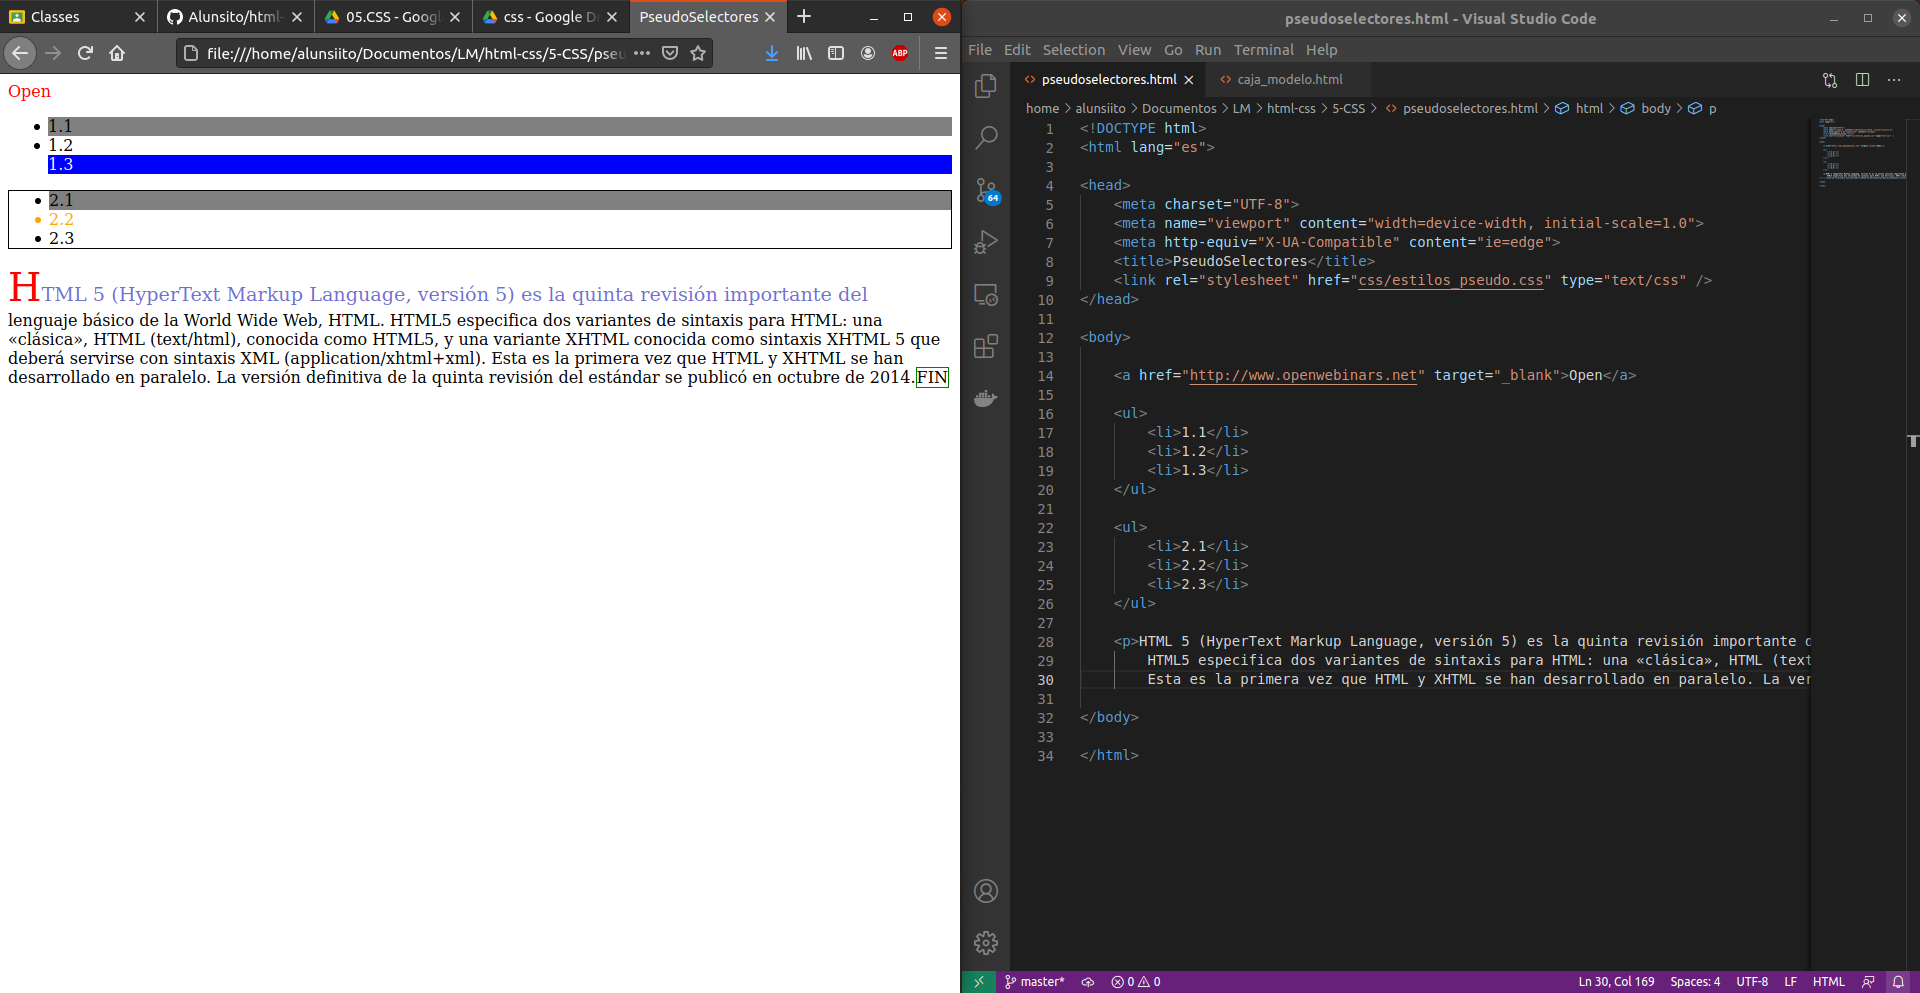 Classes
Alunsito/html-
05.CSS - Googl
css - Google Dr
PseudoSelectores
file:///home/alunsiito/Documentos/LM/html-css/5-CSS/pseu
ABP
Open
1.1
1.2
1.3
2.1
2.2
2.3
HTML 5 (HyperText Markup Language, versión 5) es la quinta revisión importante del
lenguaje básico de la World Wide Web, HTML. HTML5 especifica dos variantes de sintaxis para HTML: una
«clásica», HTML (text/html), conocida como HTML5, y una variante XHTML conocida como sintaxis XHTML 5 que
deberá servirse con sintaxis XML (application/xhtml+xml). Esta es la primera vez que HTML y XHTML se han
desarrollado en paralelo. La versión definitiva de la quinta revisión del estándar se publicó en octubre de 2014.FIN
pseudoselectores.html - Visual Studio Code
File Edit Selection View Go Run Terminal Help
pseudoselectores.html
caja_modelo.html
home > alunsiito > Documentos > LM > html-css > 5-CSS > <> pseudoselectores.html > html > body > p
64
1 <!DOCTYPE html>
2 <html lang="es">
3
4 <head>
5 <meta charset="UTF-8">
6 <meta name="viewport" content="width=device-width, initial-scale=1.0">
7 <meta http-equiv="X-UA-Compatible" content="ie=edge">
8 <title>PseudoSelectores</title>
9 <link rel="stylesheet" href="css/estilos_pseudo.css" type="text/css" />
10 </head>
11
12 <body>
13
14 <a href="http://www.openwebinars.net" target="_blank">Open</a>
15
16 <ul>
17 <li>1.1</li>
18 <li>1.2</li>
19 <li>1.3</li>
20 </ul>
21
22 <ul>
23 <li>2.1</li>
24 <li>2.2</li>
25 <li>2.3</li>
26 </ul>
27
28 <p>HTML 5 (HyperText Markup Language, versión 5) es la quinta revisión importante d
29 HTML5 especifica dos variantes de sintaxis para HTML: una «clásica», HTML (text
30 Esta es la primera vez que HTML y XHTML se han desarrollado en paralelo. La ver
31
32 </body>
33
34 </html>
master* 0 0 Ln 30, Col 169 Spaces: 4 UTF-8 LF HTML